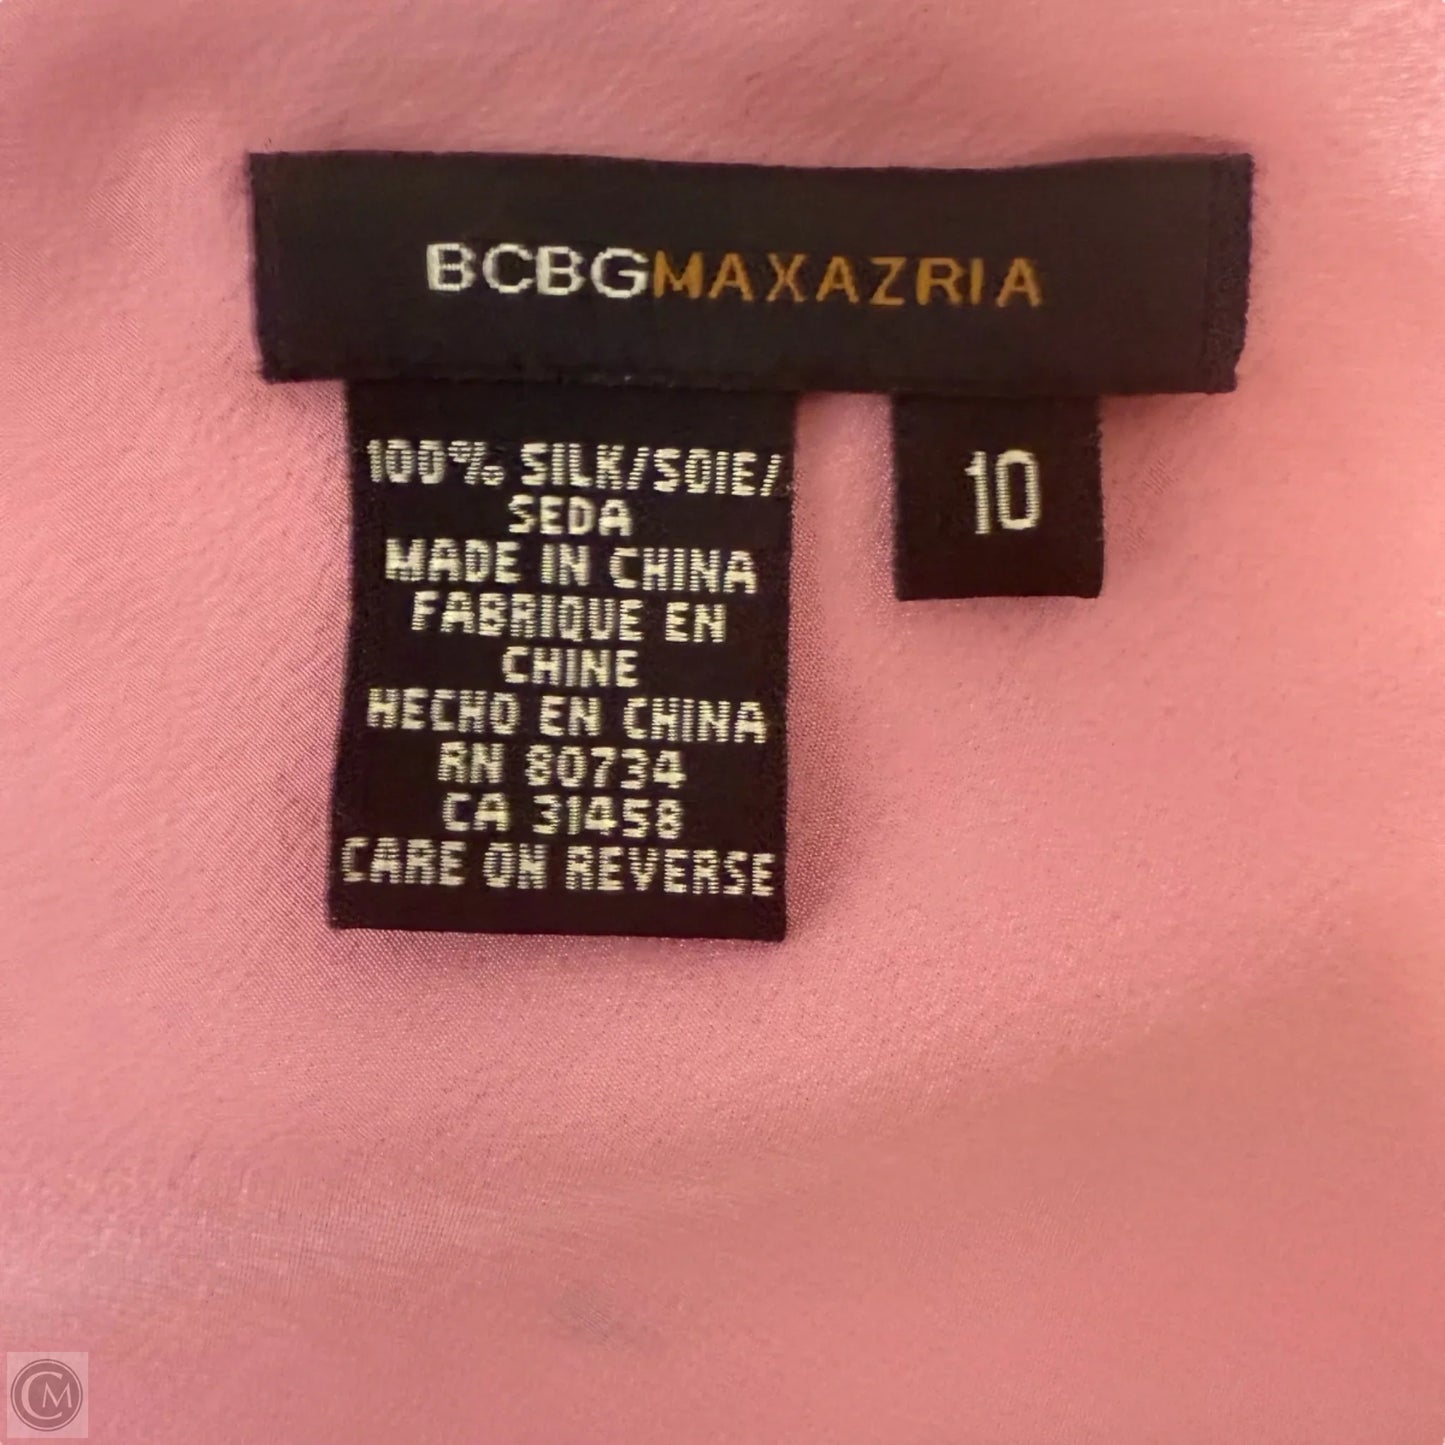 BCBGMAXAZRIA
100% SILK/SOIE/
SEDA
MADE IN CHINA
FABRIQUE EN
CHINE
HECHO EN CHINA
RN 80734
CA 31458
CARE ON REVERSE
10
CM